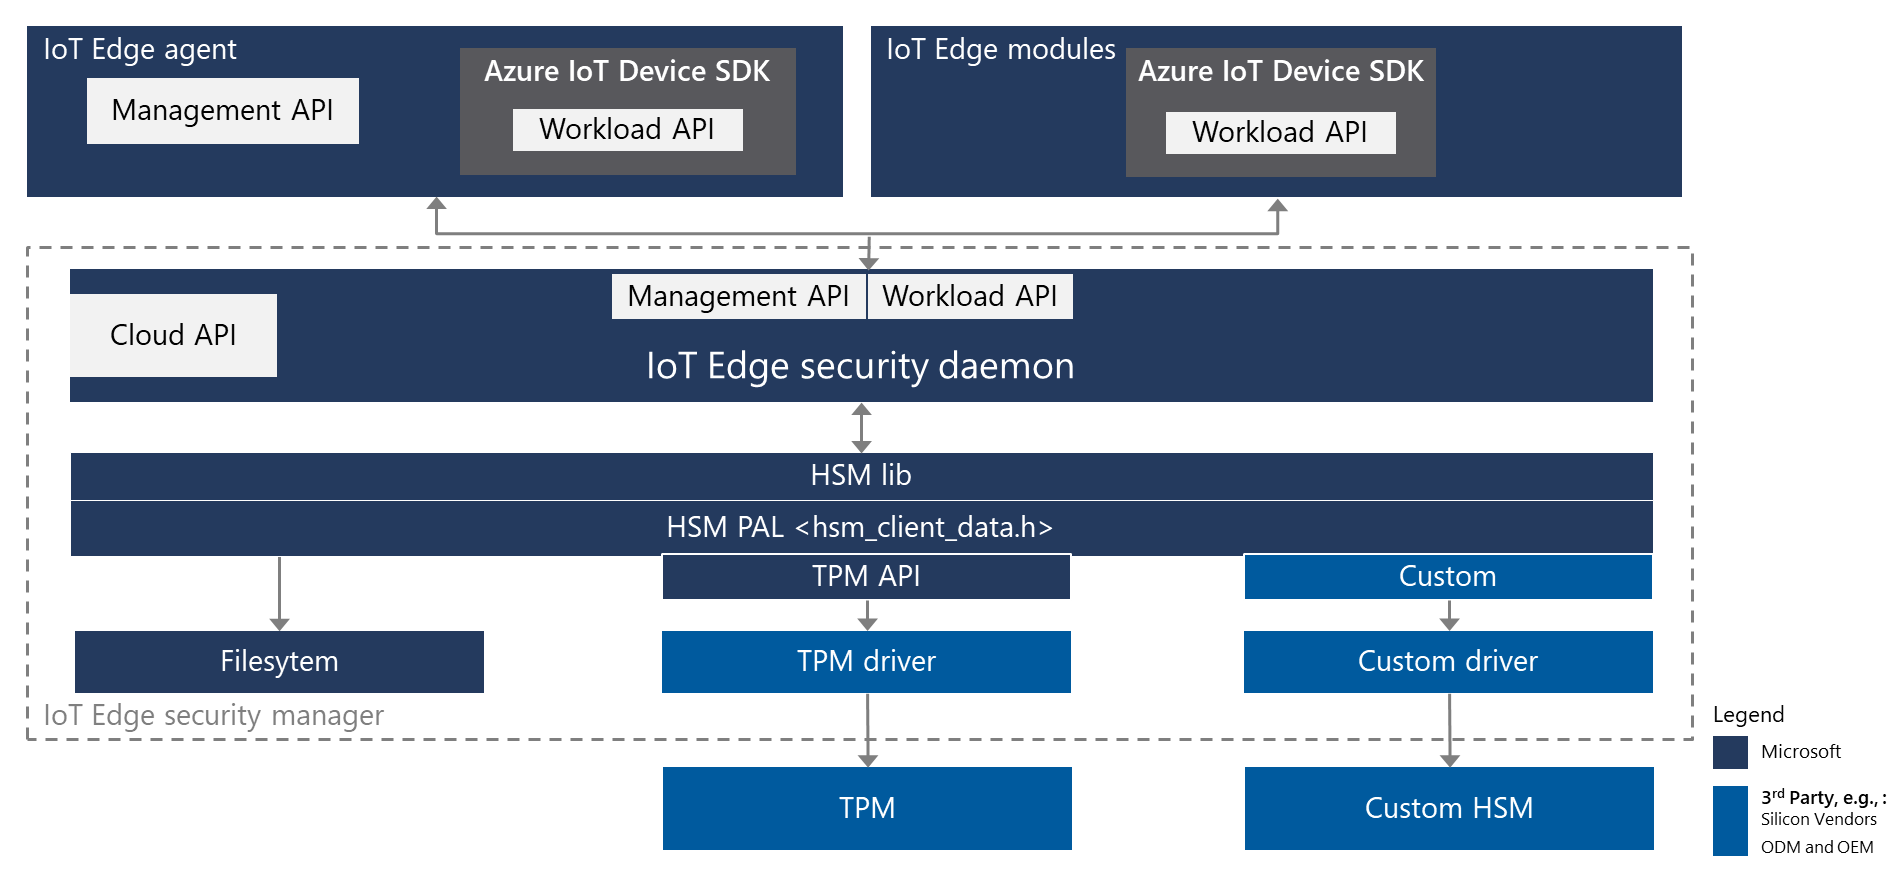 IoT Edge agent
Management API
Azure IoT Device SDK
Workload API
IoT Edge modules
Azure IoT Device SDK
Workload API
Management API
Workload API
Cloud API
IoT Edge security daemon
HSM lib
HSM PAL <hsm_client_data.h>
TPM API
Custom
Filesytem
TPM driver
Custom driver
IoT Edge security manager
TPM
Custom HSM
Legend
Microsoft
3rd Party, e.g., :
Silicon Vendors
ODM and OEM